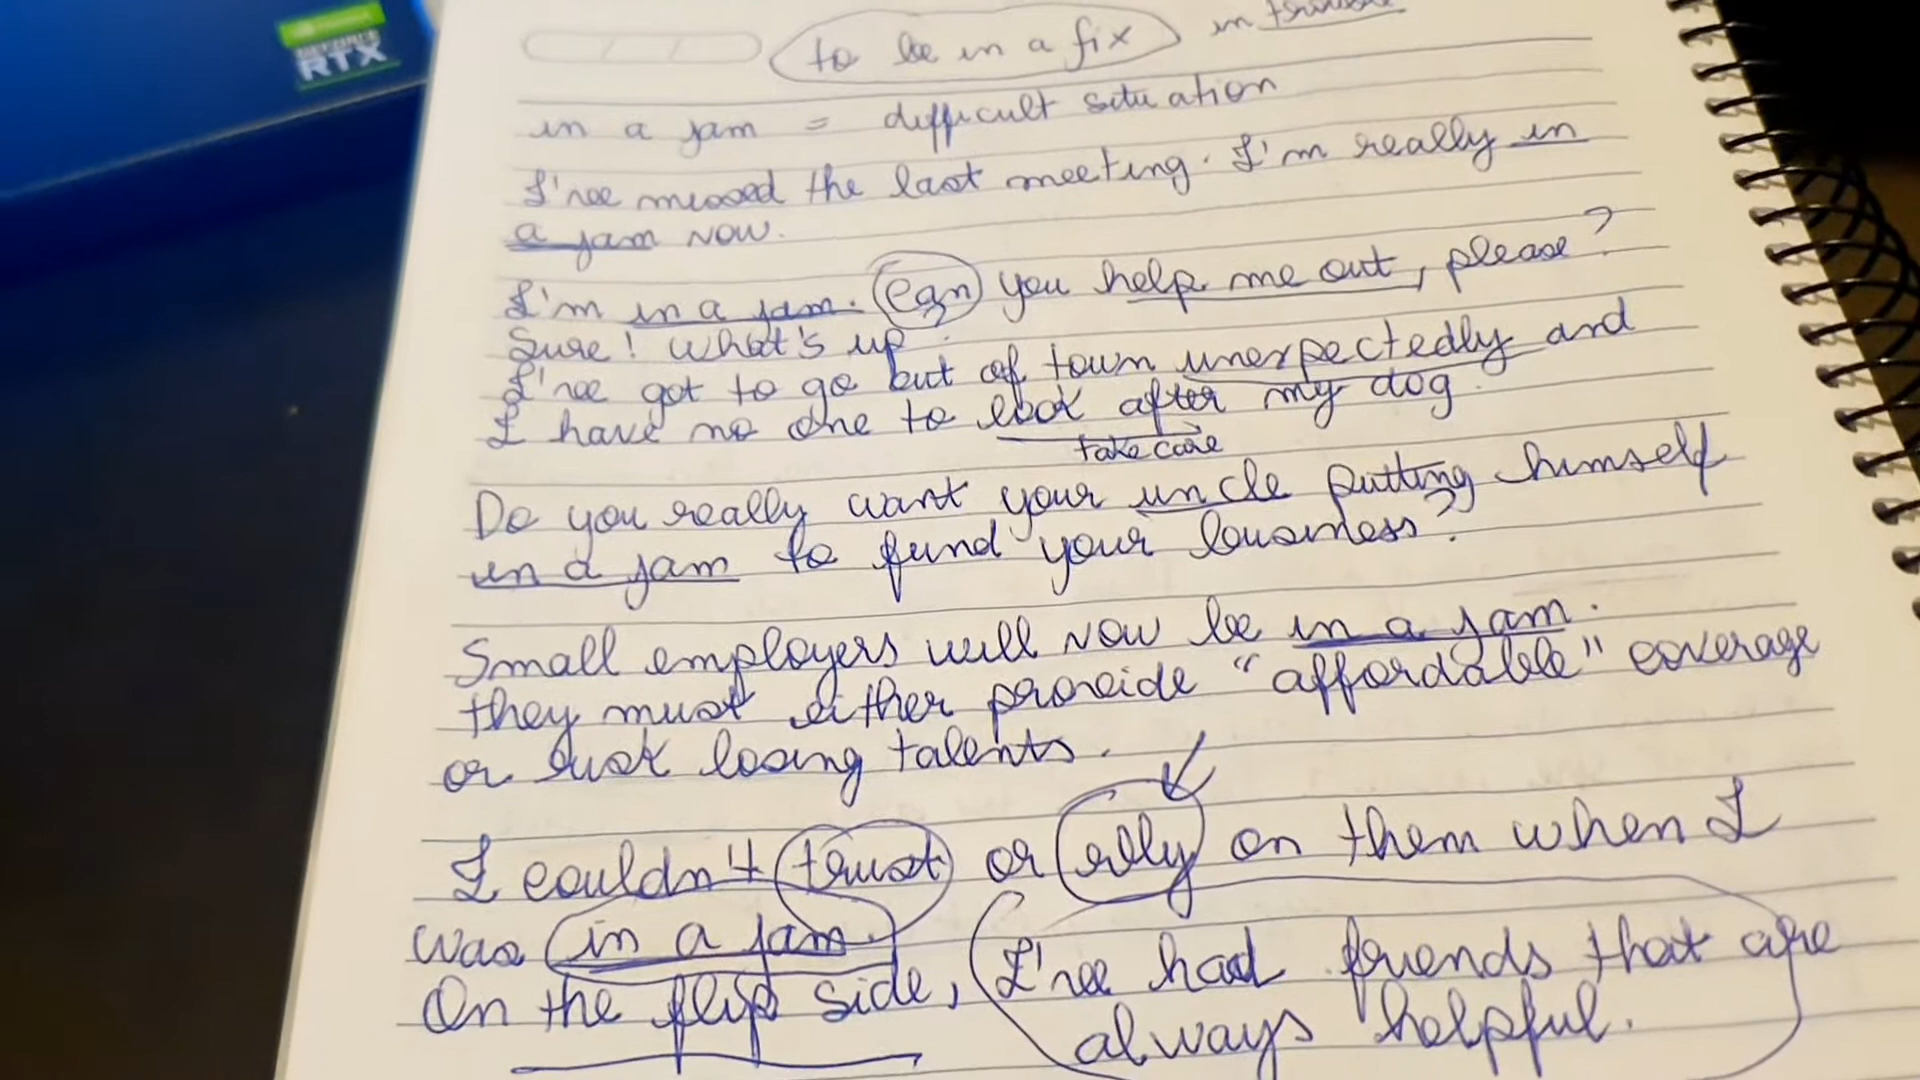 GEFORCE
RTX
to be in a fix in trouble
in a jam = difficult situation
I've missed the last meeting. I'm really in
a jam now.
I'm in a jam. Can you help me out, please?
Sure! What's up
I've got to go out of town unexpectedly and
I have no one to look after my dog.
take care
Do you really want your uncle putting himself
in a jam to fund your business?
Small employers will now be in a jam.
they must either provide "affordable" coverage
or risk losing talents.
I couldn't trust or rely on them when I
was in a jam.
On the flip side, I've had friends that are
always helpful.